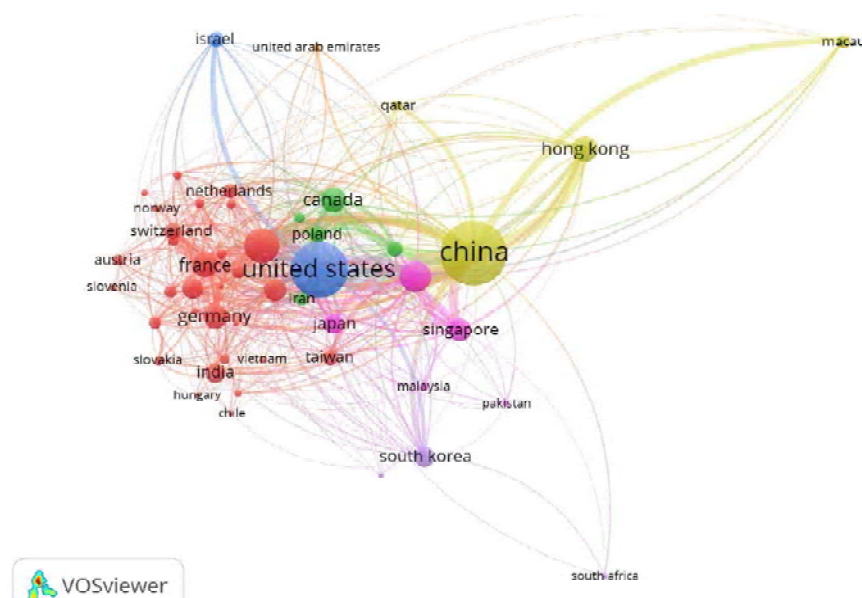 israel
united arab emirates
macau
qatar
hong kong
netherlands
canada
norway
switzerland
poland
china
austria
france
united states
slovenia
iran
germany
japan
singapore
slovakia
vietnam
taiwan
india
malaysia
hungary
pakistan
chile
south korea
south africa
VOSviewer